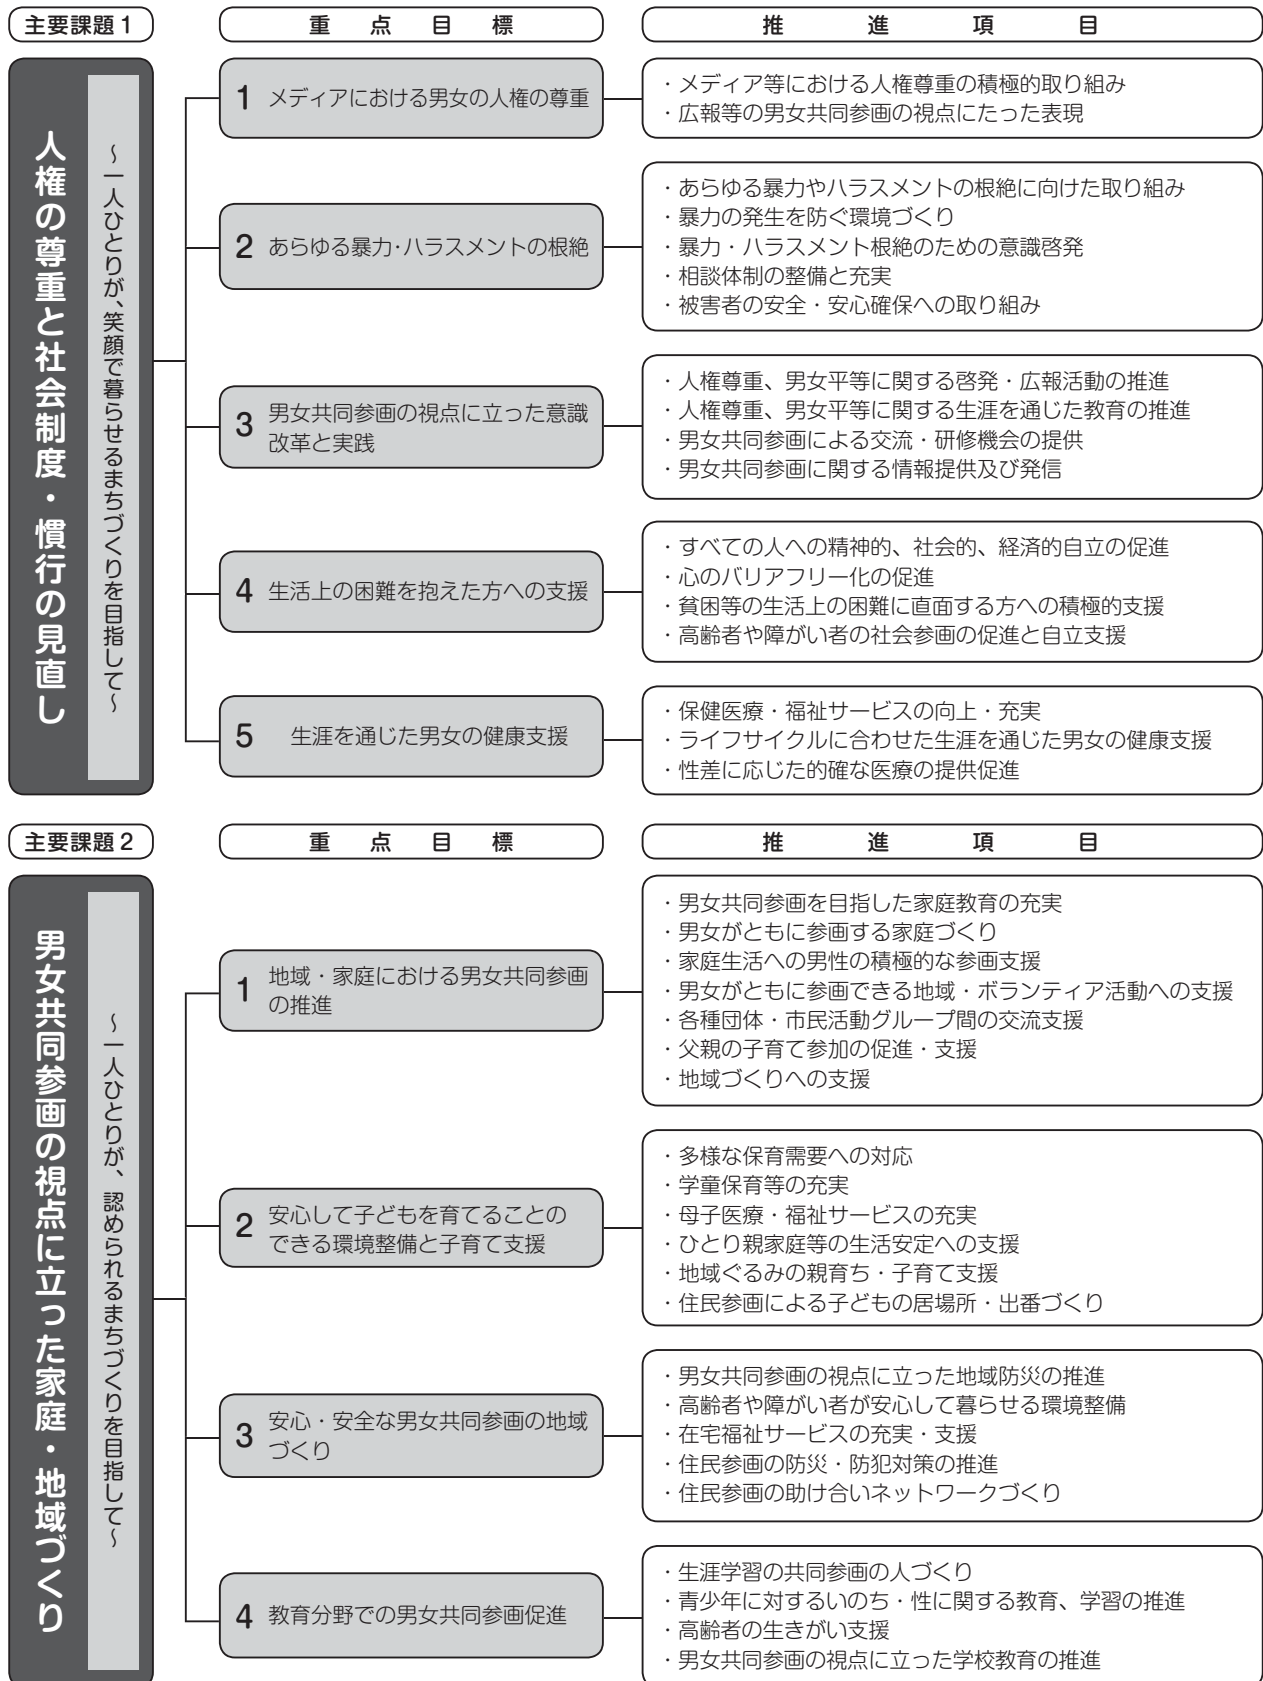 主要課題1
重点目標
推進項目
人権の尊重と社会制度・慣行の見直し
～一人ひとりが、笑顔で暮らせるまちづくりを目指して～
1 メディアにおける男女の人権の尊重
・メディア等における人権尊重の積極的取り組み
・広報等の男女共同参画の視点にたった表現
2 あらゆる暴力・ハラスメントの根絶
・あらゆる暴力やハラスメントの根絶に向けた取り組み
・暴力の発生を防ぐ環境づくり
・暴力・ハラスメント根絶のための意識啓発
・相談体制の整備と充実
・被害者の安全・安心確保への取り組み
3 男女共同参画の視点に立った意識
改革と実践
・人権尊重、男女平等に関する啓発・広報活動の推進
・人権尊重、男女平等に関する生涯を通じた教育の推進
・男女共同参画による交流・研修機会の提供
・男女共同参画に関する情報提供及び発信
4 生活上の困難を抱えた方への支援
・すべての人への精神的、社会的、経済的自立の促進
・心のバリアフリー化の促進
・貧困等の生活上の困難に直面する方への積極的支援
・高齢者や障がい者の社会参画の促進と自立支援
5 生涯を通じた男女の健康支援
・保健医療・福祉サービスの向上・充実
・ライフサイクルに合わせた生涯を通じた男女の健康支援
・性差に応じた的確な医療の提供促進
主要課題2
重点目標
推進項目
男女共同参画の視点に立った家庭・地域づくり
～一人ひとりが、認められるまちづくりを目指して～
1 地域・家庭における男女共同参画
の推進
・男女共同参画を目指した家庭教育の充実
・男女がともに参画する家庭づくり
・家庭生活への男性の積極的な参画支援
・男女がともに参画できる地域・ボランティア活動への支援
・各種団体・市民活動グループ間の交流支援
・父親の子育て参加の促進・支援
・地域づくりへの支援
2 安心して子どもを育てることの
できる環境整備と子育て支援
・多様な保育需要への対応
・学童保育等の充実
・母子医療・福祉サービスの充実
・ひとり親家庭等の生活安定への支援
・地域ぐるみの親育ち・子育て支援
・住民参画による子どもの居場所・出番づくり
3 安心・安全な男女共同参画の地域
づくり
・男女共同参画の視点に立った地域防災の推進
・高齢者や障がい者が安心して暮らせる環境整備
・在宅福祉サービスの充実・支援
・住民参画の防災・防犯対策の推進
・住民参画の助け合いネットワークづくり
4 教育分野での男女共同参画促進
・生涯学習の共同参画の人づくり
・青少年に対するいのち・性に関する教育、学習の推進
・高齢者の生きがい支援
・男女共同参画の視点に立った学校教育の推進